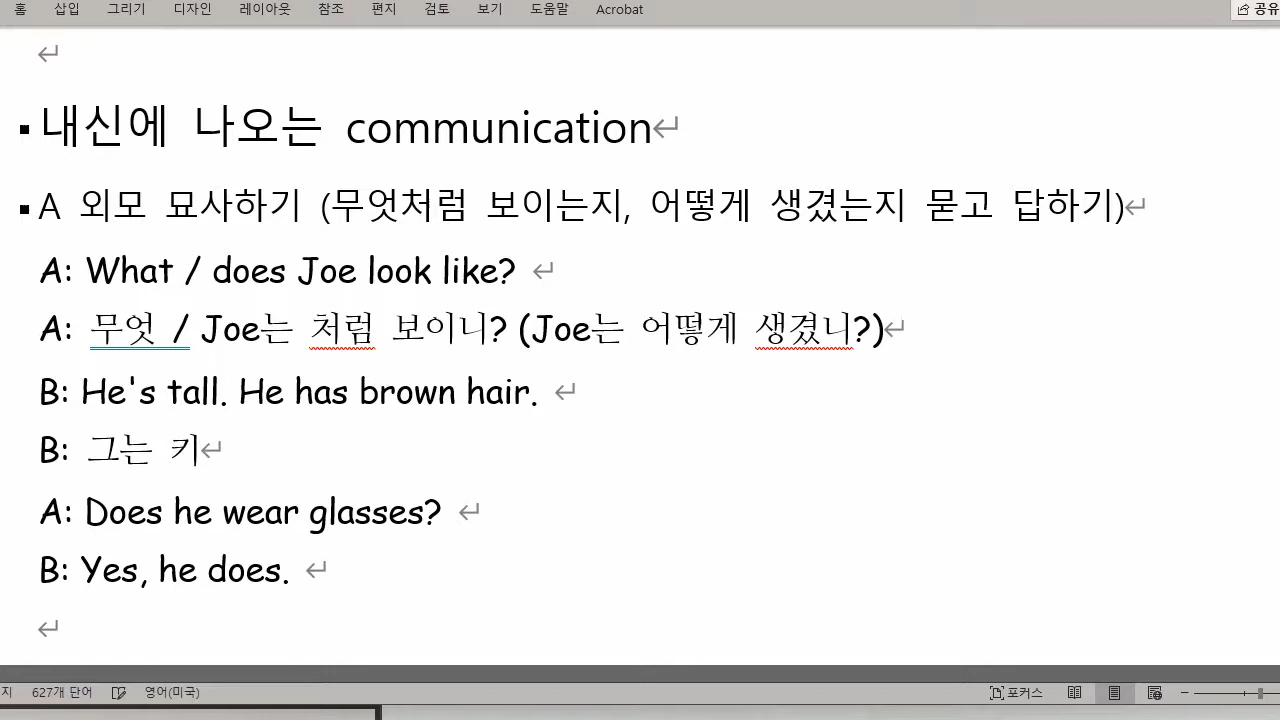 홈 삽입 그리기 디자인 레이아웃 참조 편지 검토 보기 도움말 Acrobat 공유
내신에 나오는 communication
A 외모 묘사하기 (무엇처럼 보이는지, 어떻게 생겼는지 묻고 답하기)
A: What / does Joe look like?
A: 무엇 / Joe는 처럼 보이니? (Joe는 어떻게 생겼니?)
B: He's tall. He has brown hair.
B: 그는 키
A: Does he wear glasses?
B: Yes, he does.
지 627개 단어 영어(미국) 포커스